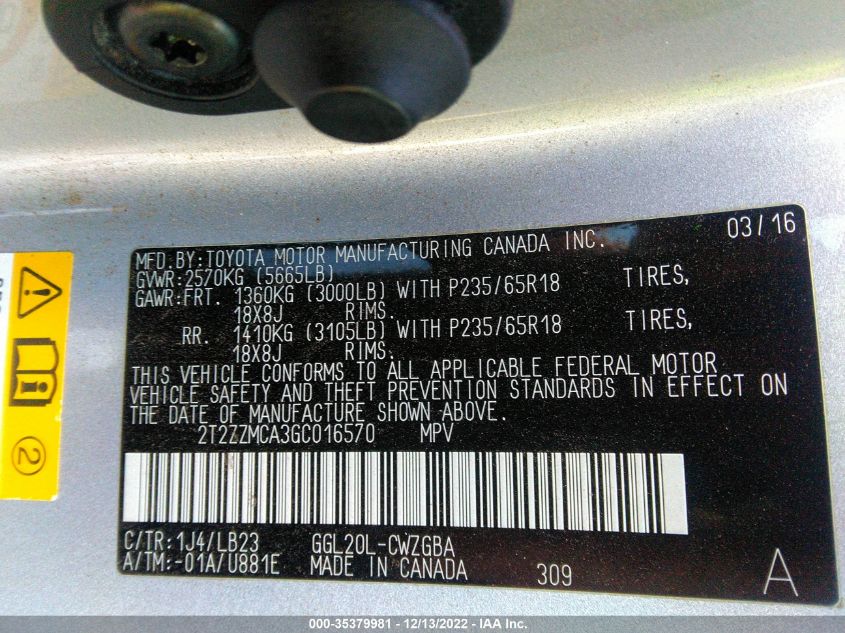 03/16
MFD.BY:TOYOTA MOTOR MANUFACTURING CANADA INC.
GVWR:2570KG (5665LB)
GAWR:FRT. 1360KG (3000LB) WITH P235/65R18 TIRES,
18X8J RIMS.
RR. 1410KG (3105LB) WITH P235/65R18 TIRES,
18X8J RIMS.
THIS VEHICLE CONFORMS TO ALL APPLICABLE FEDERAL MOTOR
VEHICLE SAFETY AND THEFT PREVENTION STANDARDS IN EFFECT ON
THE DATE OF MANUFACTURE SHOWN ABOVE.
2T2ZZMCA3GC016570 MPV
C/TR:1J4/LB23 GGL20L-CWZGBA
A/TM:-01A/U881E MADE IN CANADA 309 A
2
000-35379981 - 12/13/2022 - IAA Inc.